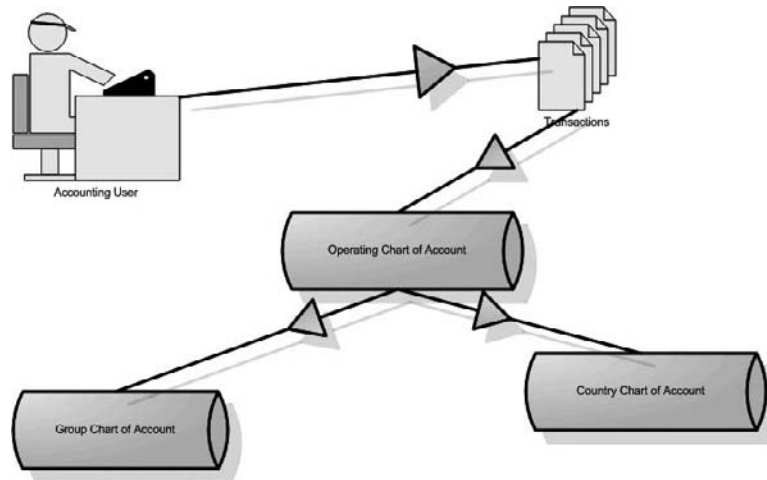 Transactions
Accounting User
Operating Chart of Account
Country Chart of Account
Group Chart of Account